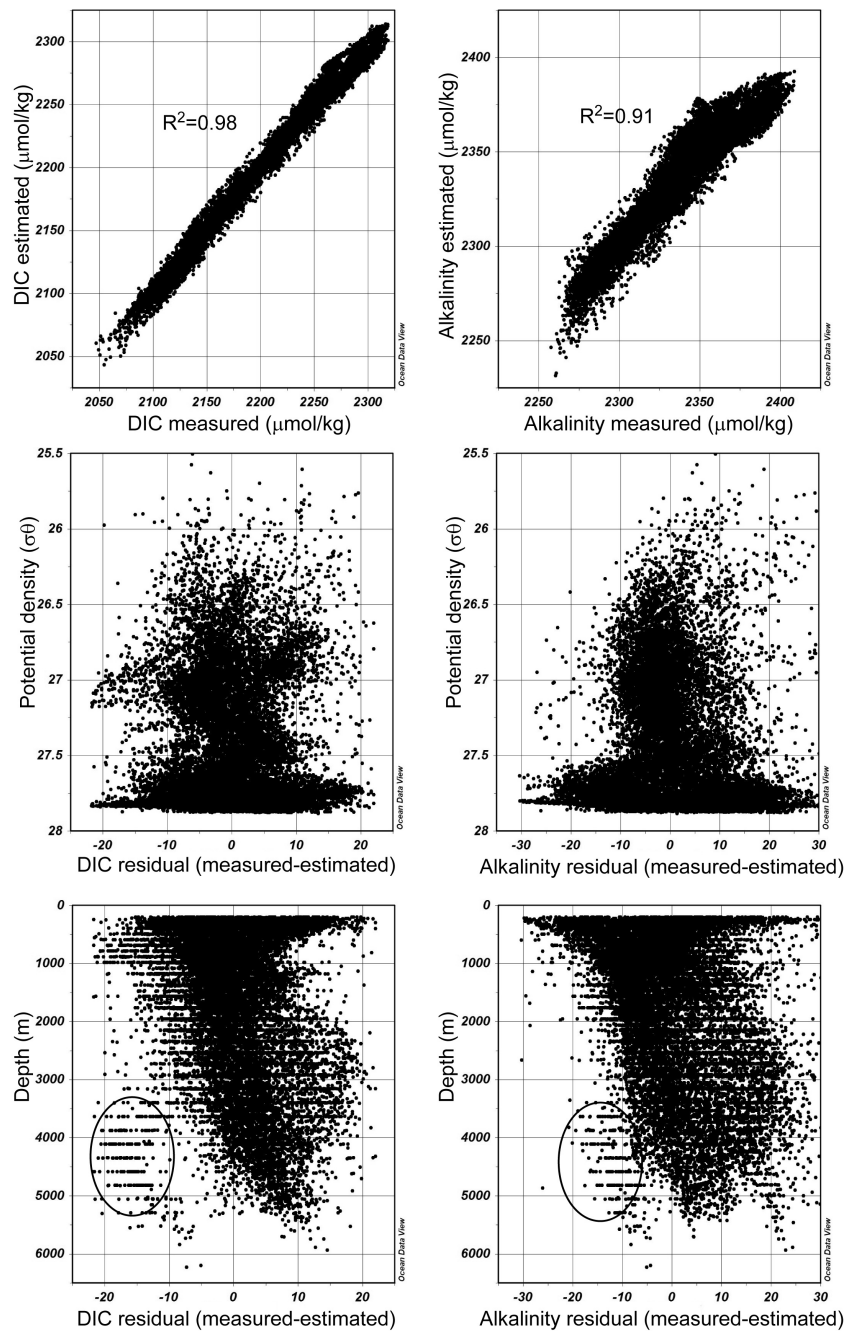 2300
2250
2200
2150
2100
2050
DIC estimated (μmol/kg)
R²=0.98
2050 2100 2150 2200 2250 2300
DIC measured (μmol/kg)
Ocean Data View
2400
2350
2300
2250
Alkalinity estimated (μmol/kg)
R²=0.91
2250 2300 2350 2400
Alkalinity measured (μmol/kg)
Ocean Data View
25.5
26
26.5
27
27.5
28
Potential density (σθ)
-20 -10 0 10 20
DIC residual (measured-estimated)
Ocean Data View
25.5
26
26.5
27
27.5
28
Potential density (σθ)
-30 -20 -10 0 10 20 30
Alkalinity residual (measured-estimated)
Ocean Data View
0
1000
2000
3000
4000
5000
6000
Depth (m)
-20 -10 0 10 20
DIC residual (measured-estimated)
Ocean Data View
0
1000
2000
3000
4000
5000
6000
Depth (m)
-30 -20 -10 0 10 20 30
Alkalinity residual (measured-estimated)
Ocean Data View